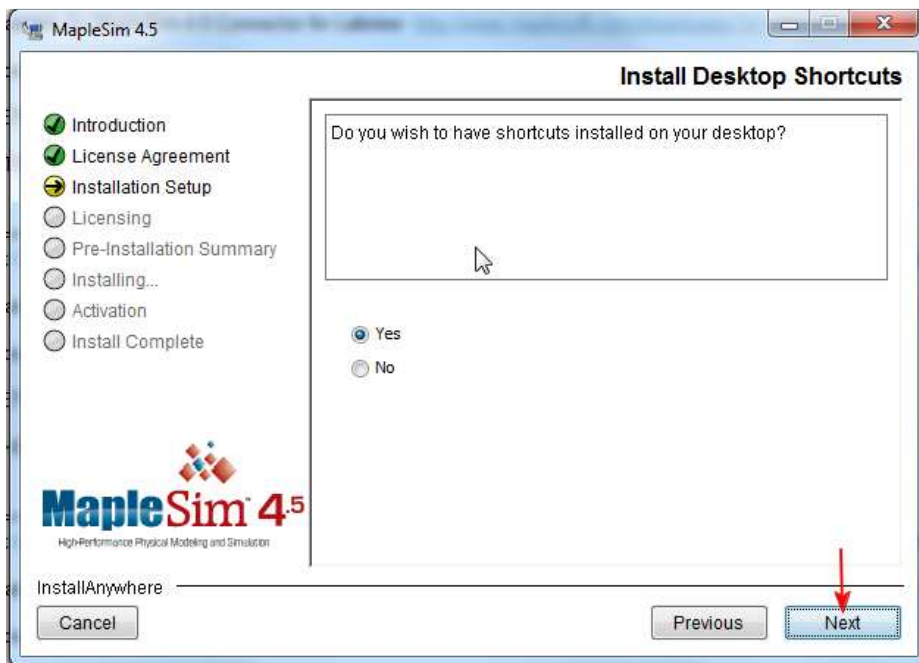 MapleSim 4.5
Install Desktop Shortcuts
Introduction
License Agreement
Installation Setup
Licensing
Pre-Installation Summary
Installing...
Activation
Install Complete
Do you wish to have shortcuts installed on your desktop?
Yes
No
MapleSim 4.5
High-Performance Physical Modeling and Simulation
InstallAnywhere
Cancel
Previous
Next